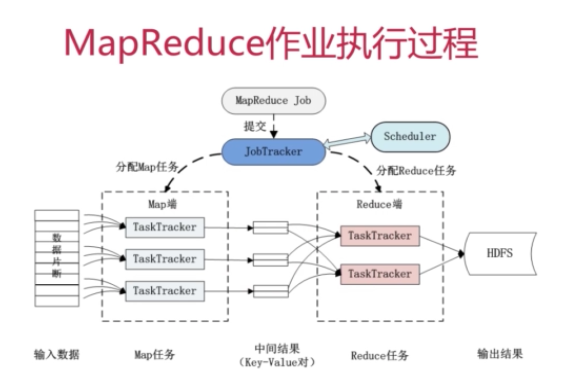 MapReduce作业执行过程
MapReduce Job
提交
JobTracker
Scheduler
分配Map任务
分配Reduce任务
Map端
Reduce端
数据片断
TaskTracker
TaskTracker
TaskTracker
TaskTracker
TaskTracker
HDFS
输入数据
Map任务
中间结果
（Key-Value对）
Reduce任务
输出结果